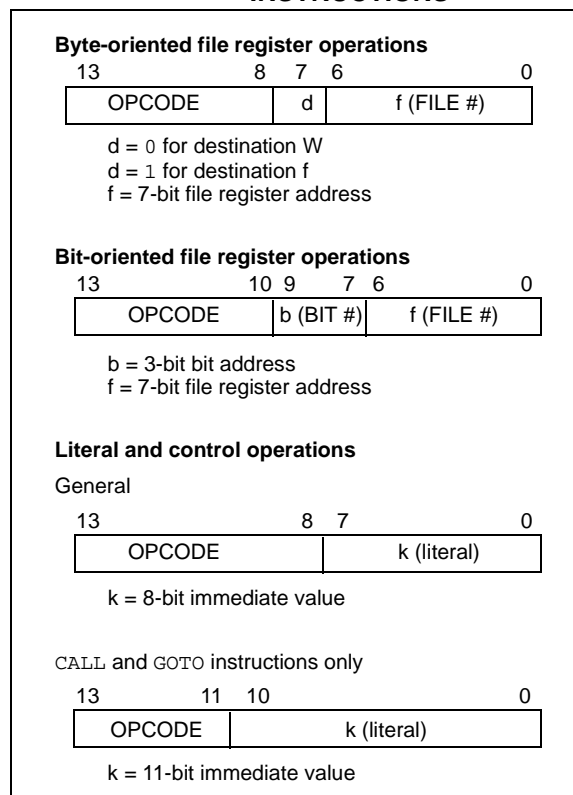 Byte-oriented file register operations
13 8 7 6 0
OPCODE d f (FILE #)
d = 0 for destination W
d = 1 for destination f
f = 7-bit file register address
Bit-oriented file register operations
13 10 9 7 6 0
OPCODE b (BIT #) f (FILE #)
b = 3-bit bit address
f = 7-bit file register address
Literal and control operations
General
13 8 7 0
OPCODE k (literal)
k = 8-bit immediate value
CALL and GOTO instructions only
13 11 10 0
OPCODE k (literal)
k = 11-bit immediate value